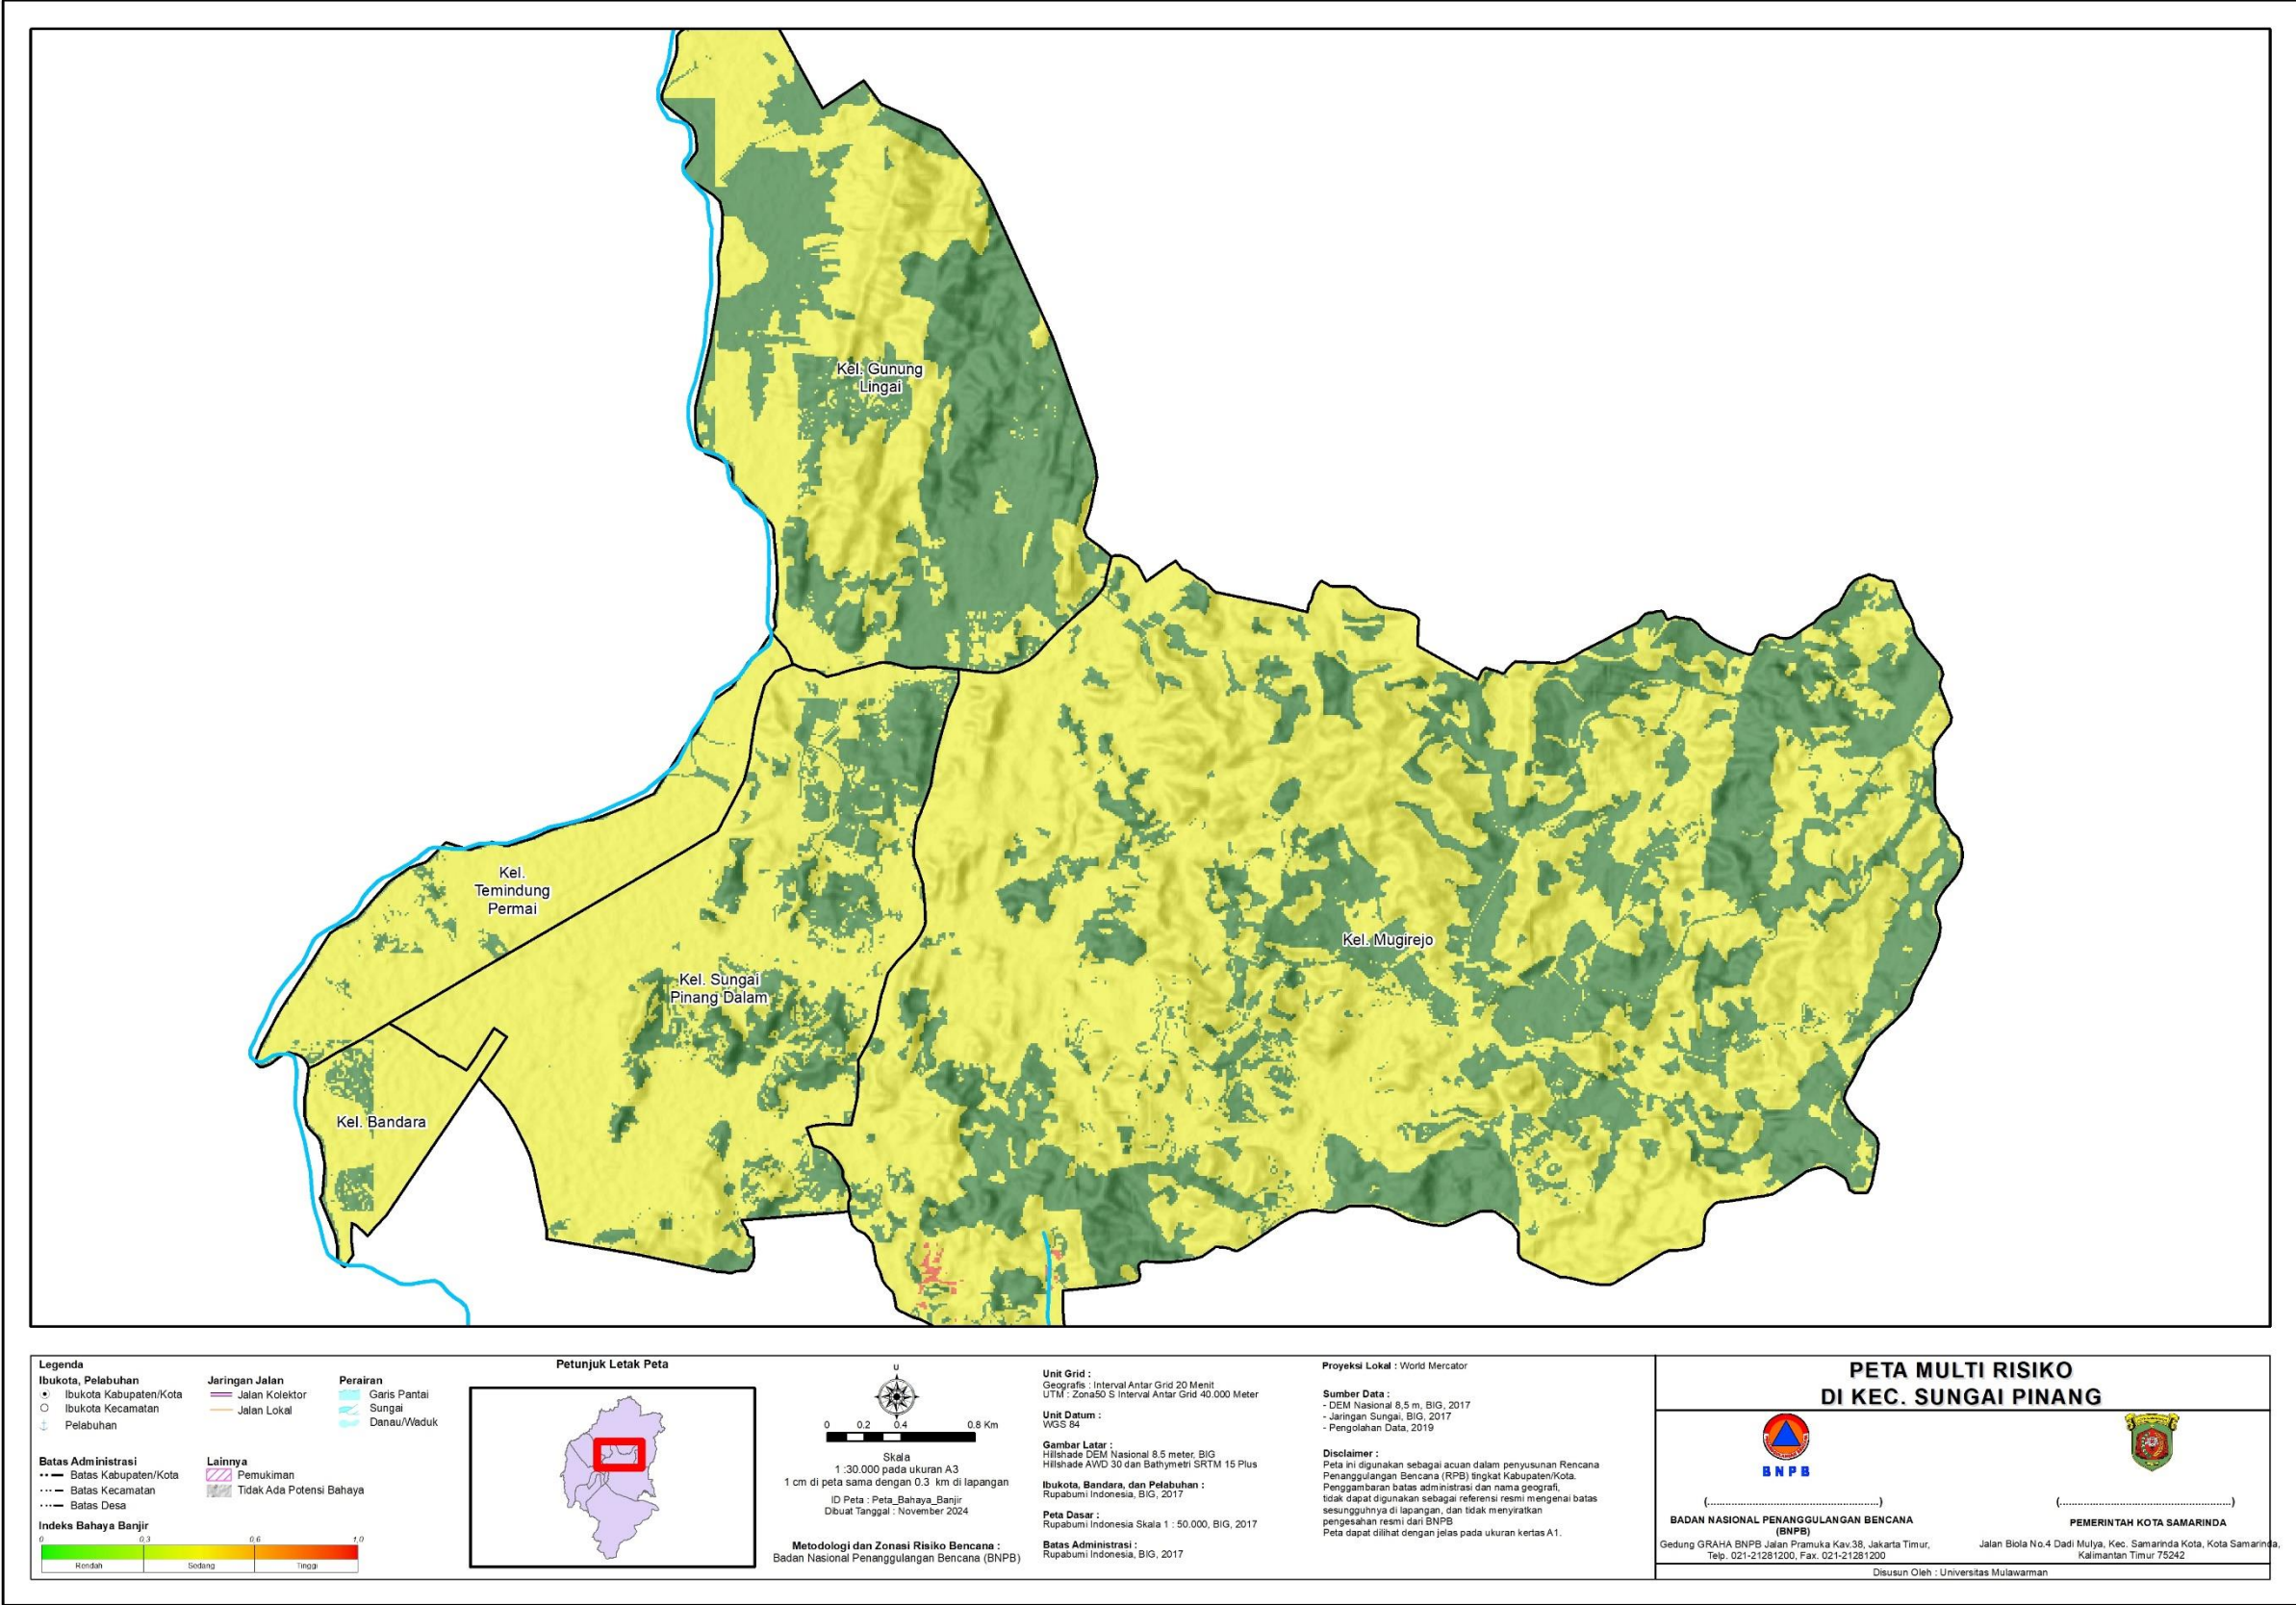 Kel. Gunung
Lingai
Kel.
Temindung
Permai
Kel. Mugirejo
Kel. Sungai
Pinang Dalam
Kel. Bandara
Legenda
Ibukota, Pelabuhan
Ibukota Kabupaten/Kota
Ibukota Kecamatan
Pelabuhan
Jaringan Jalan
Jalan Kolektor
Jalan Lokal
Perairan
Garis Pantai
Sungai
Danau/Waduk
Batas Administrasi
Batas Kabupaten/Kota
Batas Kecamatan
Batas Desa
Lainnya
Pemukiman
Tidak Ada Potensi Bahaya
Indeks Bahaya Banjir
0 0.3 0.6 1.0
Rendah Sedang Tinggi
Petunjuk Letak Peta
U
0 0.2 0.4 0.8 Km
Skala
1 :30.000 pada ukuran A3
1 cm di peta sama dengan 0.3 km di lapangan
ID Peta : Peta_Bahaya_Banjir
Dibuat Tanggal : November 2024
Metodologi dan Zonasi Risiko Bencana :
Badan Nasional Penanggulangan Bencana (BNPB)
Unit Grid :
Geografis : Interval Antar Grid 20 Menit
UTM : Zona50 S Interval Antar Grid 40.000 Meter
Unit Datum :
WGS 84
Gambar Latar :
Hillshade DEM Nasional 8.5 meter, BIG
Hillshade AWD 30 dan Bathymetri SRTM 15 Plus
Ibukota, Bandara, dan Pelabuhan :
Rupabumi Indonesia, BIG, 2017
Peta Dasar :
Rupabumi Indonesia Skala 1 : 50.000, BIG, 2017
Batas Administrasi :
Rupabumi Indonesia, BIG, 2017
Proyeksi Lokal : World Mercator
Sumber Data :
- DEM Nasional 8,5 m, BIG, 2017
- Jaringan Sungai, BIG, 2017
- Pengolahan Data, 2019
Disclaimer :
Peta ini digunakan sebagai acuan dalam penyusunan Rencana
Penanggulangan Bencana (RPB) tingkat Kabupaten/Kota.
Penggambaran batas administrasi dan nama geografi,
tidak dapat digunakan sebagai referensi resmi mengenai batas
sesungguhnya di lapangan, dan tidak menyiratkan
pengesahan resmi dari BNPB
Peta dapat dilihat dengan jelas pada ukuran kertas A1.
PETA MULTI RISIKO
DI KEC. SUNGAI PINANG
BNPB
(......................................................)
BADAN NASIONAL PENANGGULANGAN BENCANA
(BNPB)
Gedung GRAHA BNPB Jalan Pramuka Kav.38, Jakarta Timur,
Telp. 021-21281200, Fax. 021-21281200
(......................................................)
PEMERINTAH KOTA SAMARINDA
Jalan Biola No.4 Dadi Mulya, Kec. Samarinda Kota, Kota Samarinda,
Kalimantan Timur 75242
Disusun Oleh : Universitas Mulawarman